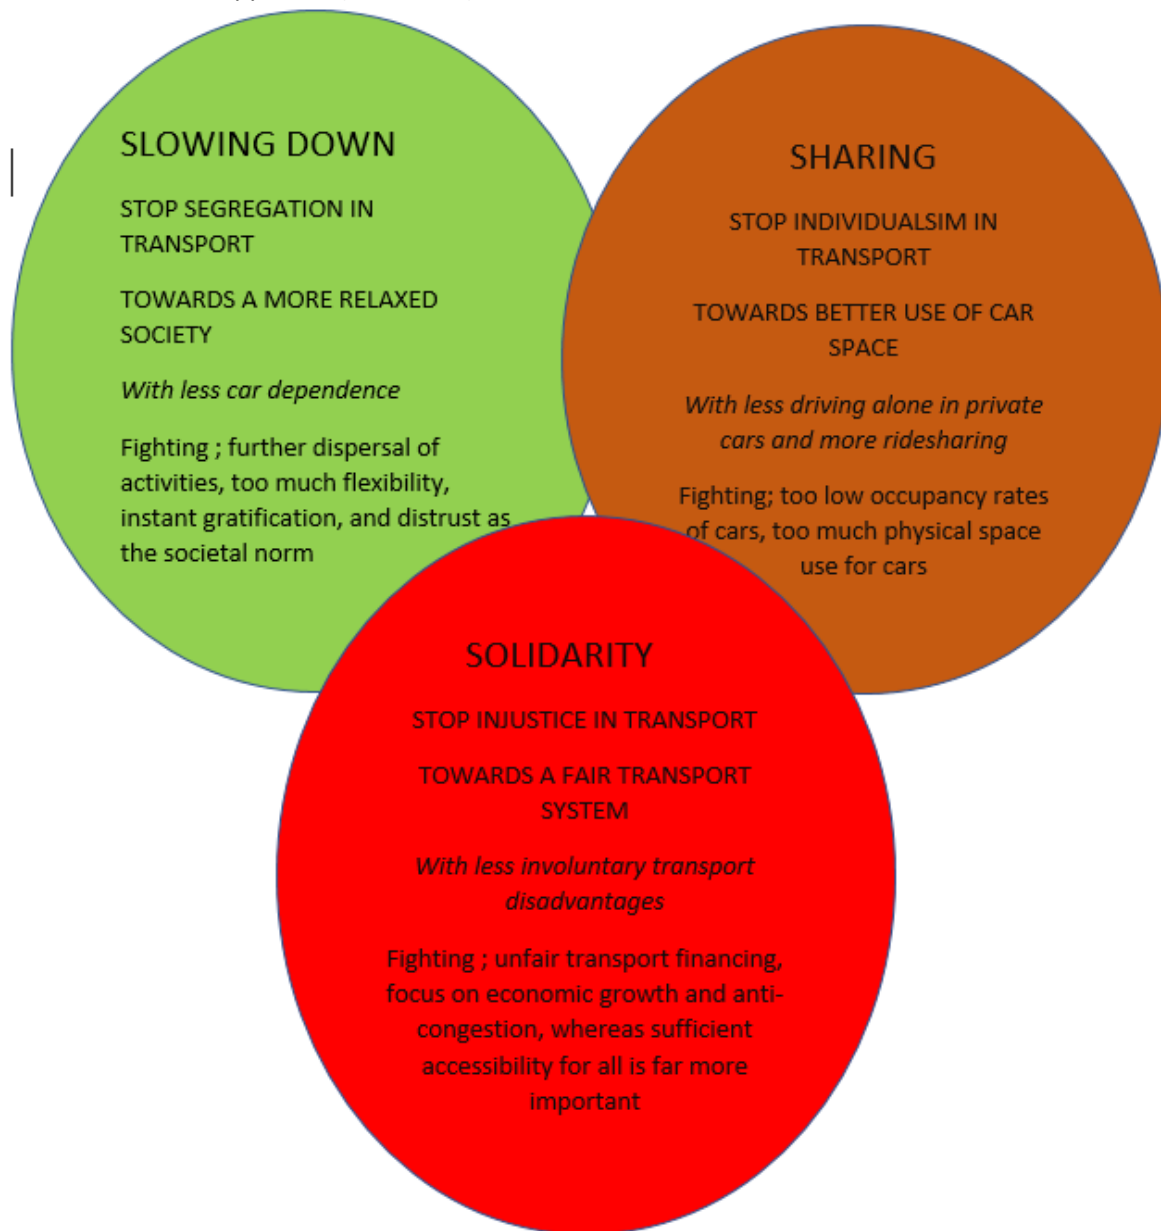 SLOWING DOWN
STOP SEGREGATION IN
TRANSPORT
TOWARDS A MORE RELAXED
SOCIETY
With less car dependence
Fighting ; further dispersal of
activities, too much flexibility,
instant gratification, and distrust as
the societal norm
SHARING
STOP INDIVIDUALSIM IN
TRANSPORT
TOWARDS BETTER USE OF CAR
SPACE
With less driving alone in private
cars and more ridesharing
Fighting; too low occupancy rates
of cars, too much physical space
use for cars
SOLIDARITY
STOP INJUSTICE IN TRANSPORT
TOWARDS A FAIR TRANSPORT
SYSTEM
With less involuntary transport
disadvantages
Fighting ; unfair transport financing,
focus on economic growth and anti-
congestion, whereas sufficient
accessibility for all is far more
important